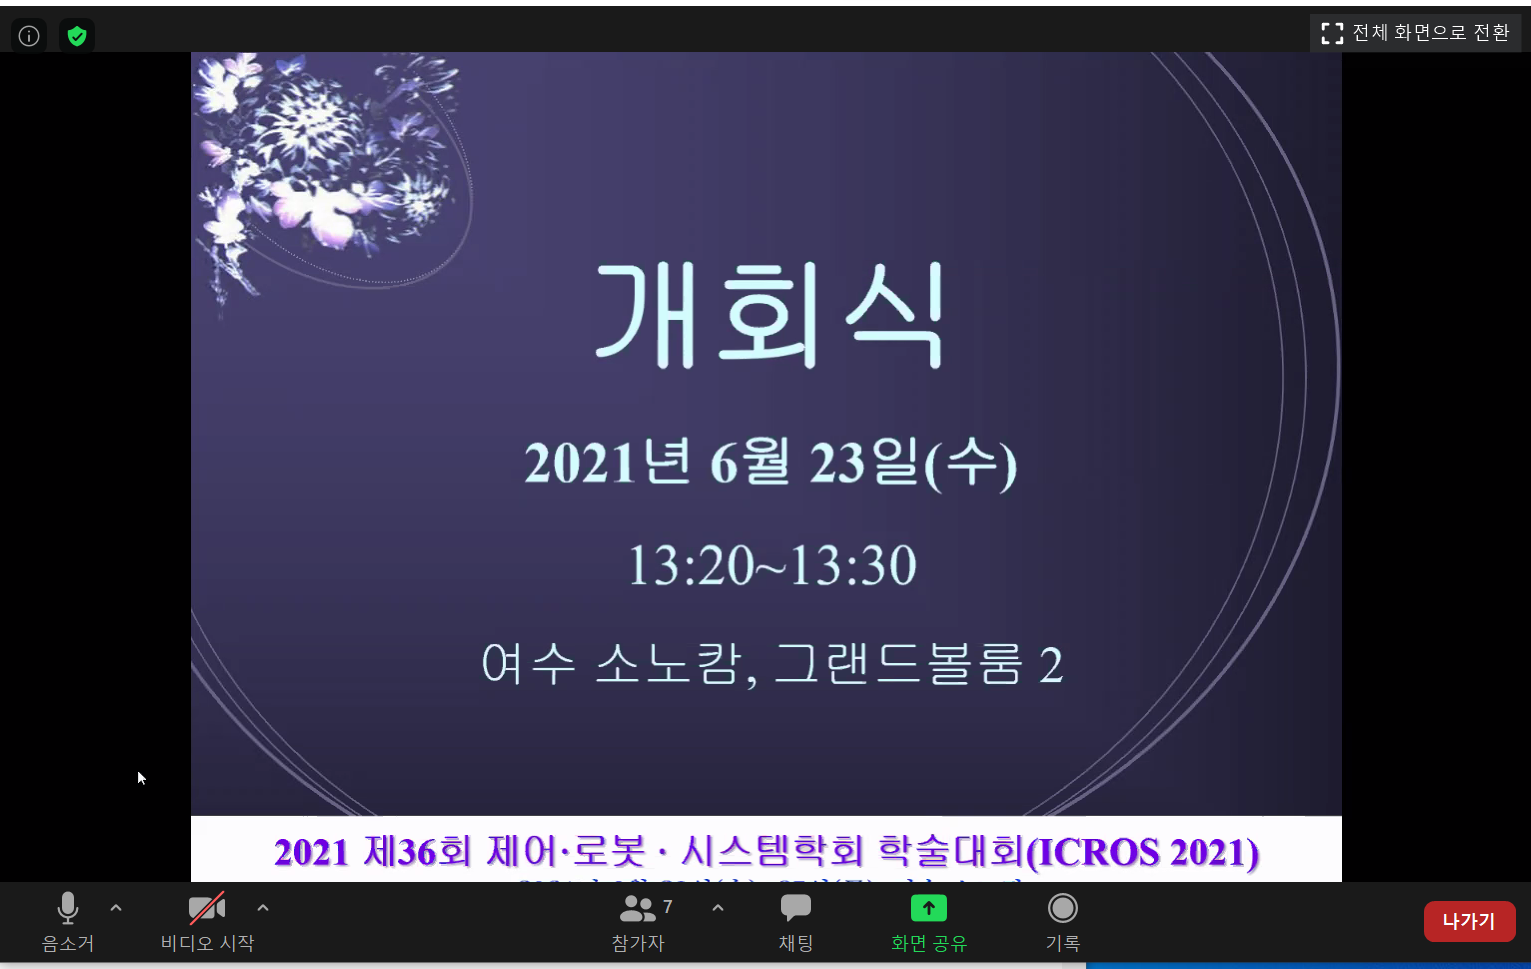 전체 화면으로 전환
개회식
2021년 6월 23일(수)
13:20~13:30
여수 소노캄, 그랜드볼룸 2
2021 제36회 제어·로봇 · 시스템학회 학술대회(ICROS 2021)
음소거
비디오 시작
7
참가자
채팅
화면 공유
기록
나가기